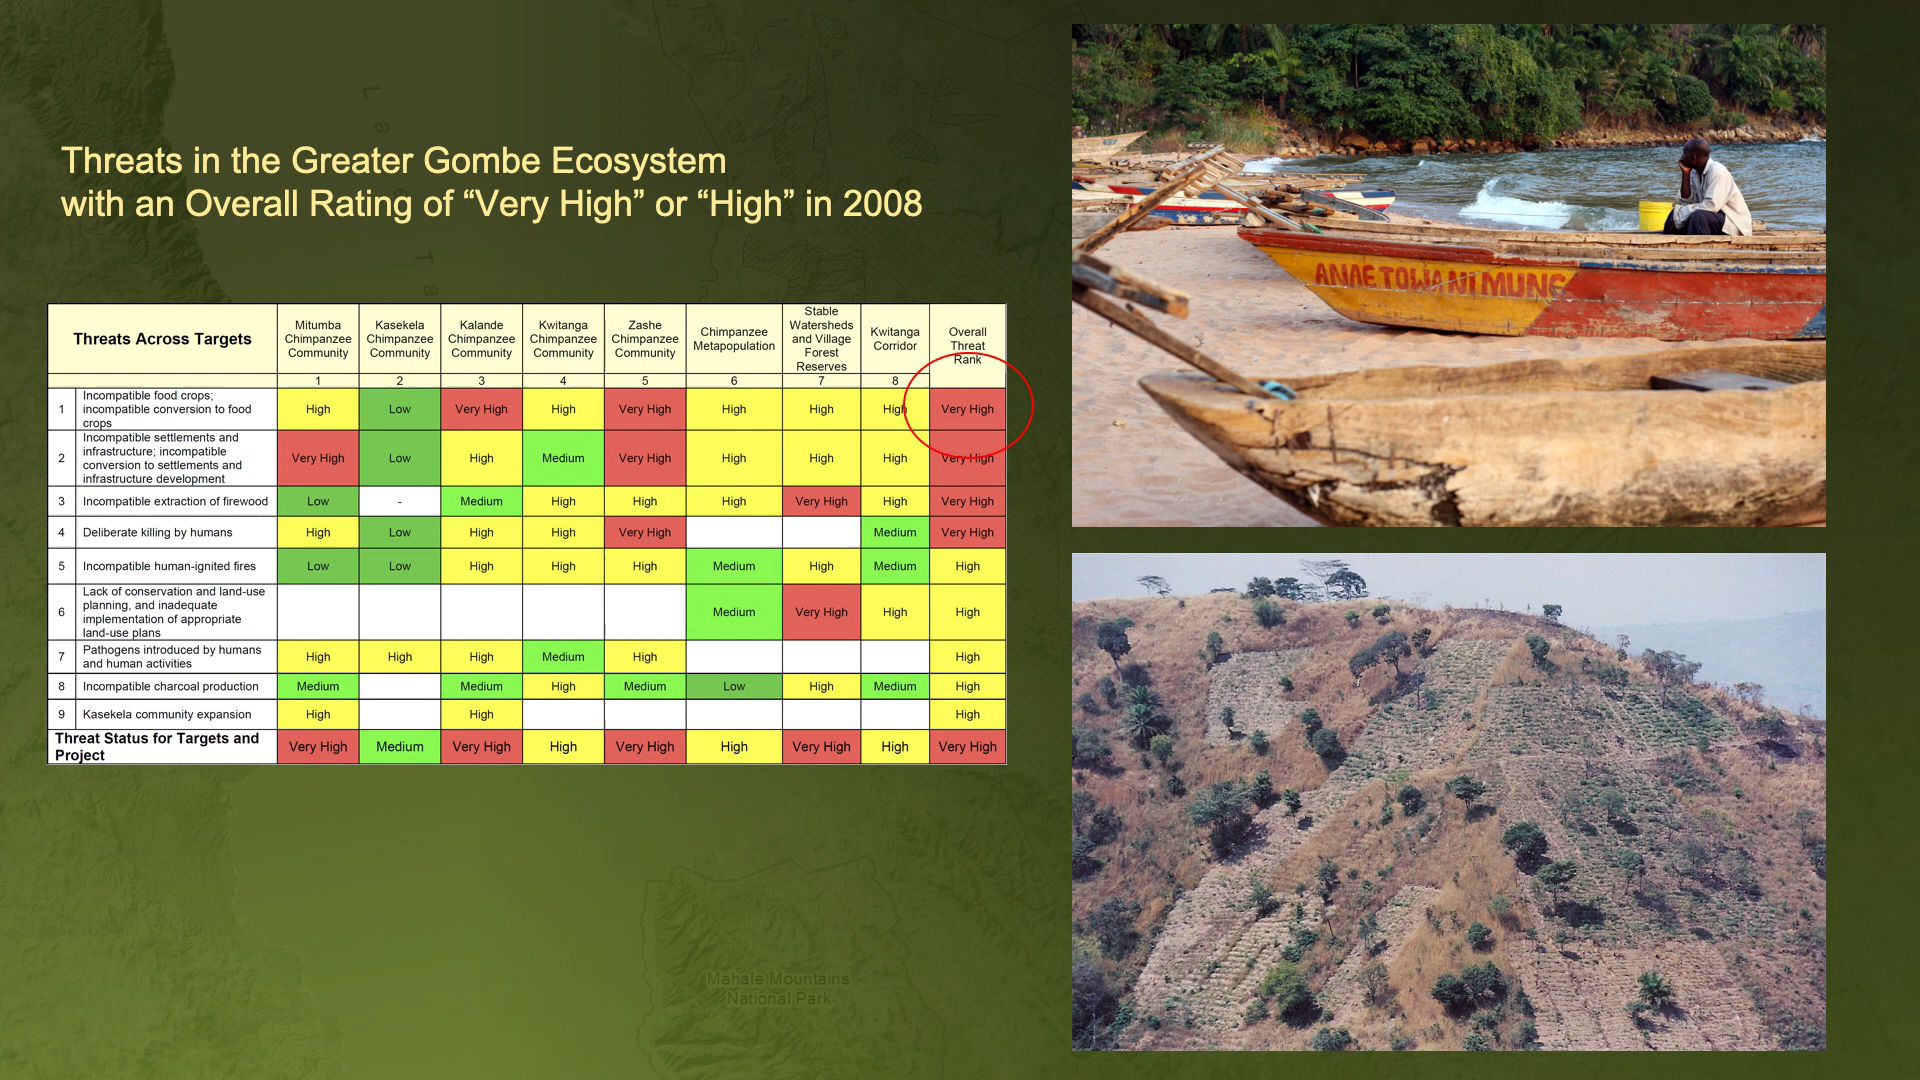 Threats in the Greater Gombe Ecosystem
with an Overall Rating of “Very High” or “High” in 2008
Threats Across Targets
Mitumba
Chimpanzee
Community
Kasekela
Chimpanzee
Community
Kalande
Chimpanzee
Community
Kwitanga
Chimpanzee
Community
Zashe
Chimpanzee
Community
Chimpanzee
Metapopulation
Stable
Watersheds
and Village
Forest
Reserves
Kwitanga
Corridor
Overall
Threat
Rank
1 2 3 4 5 6 7 8
1 Incompatible food crops;
incompatible conversion to food
crops
High Low Very High High Very High High High High Very High
2 Incompatible settlements and
infrastructure; incompatible
conversion to settlements and
infrastructure development
Very High Low High Medium Very High High High High Very High
3 Incompatible extraction of firewood Low - Medium High High High Very High High Very High
4 Deliberate killing by humans High Low High High Very High Medium Very High
5 Incompatible human-ignited fires Low Low High High High Medium High Medium High
6 Lack of conservation and land-use
planning, and inadequate
implementation of appropriate
land-use plans
Medium Very High High High
7 Pathogens introduced by humans
and human activities
High High High Medium High High
8 Incompatible charcoal production Medium Medium High Medium Low High Medium High
9 Kasekela community expansion High High High
Threat Status for Targets and
Project
Very High Medium Very High High Very High High Very High High Very High
ANAE TOWA NI MUNG
L
a
T
a
Mahale Mountains
National Park